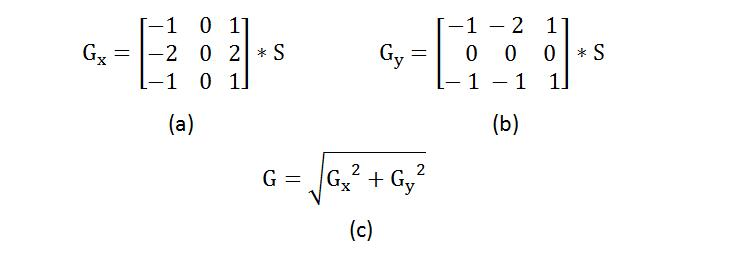 Gx = [−1 0 1 −2 0 2 −1 0 1] * S
Gy = [−1 −2 1 0 0 0 −1 −1 1] * S
(a)
(b)
G = √Gx² + Gy²
(c)